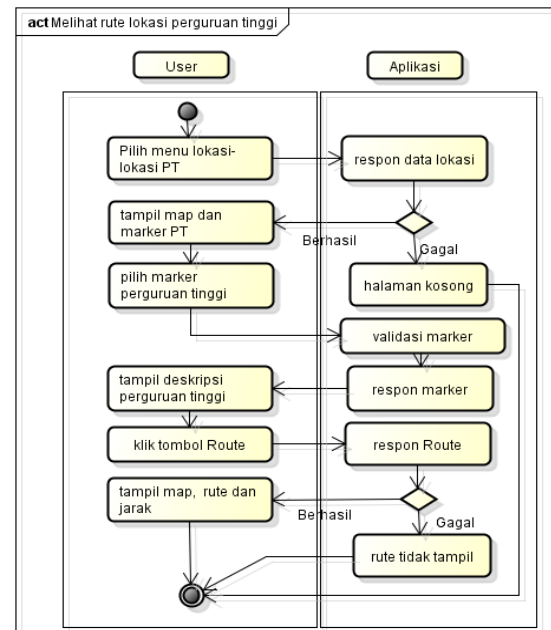 act Melihat rute lokasi perguruan tinggi
User
Aplikasi
Pilih menu lokasi-
lokasi PT
respon data lokasi
tampil map dan
marker PT
Berhasil
Gagal
pilih marker
perguruan tinggi
halaman kosong
validasi marker
tampil deskripsi
perguruan tinggi
respon marker
klik tombol Route
respon Route
tampil map, rute dan
jarak
Berhasil
Gagal
rute tidak tampil